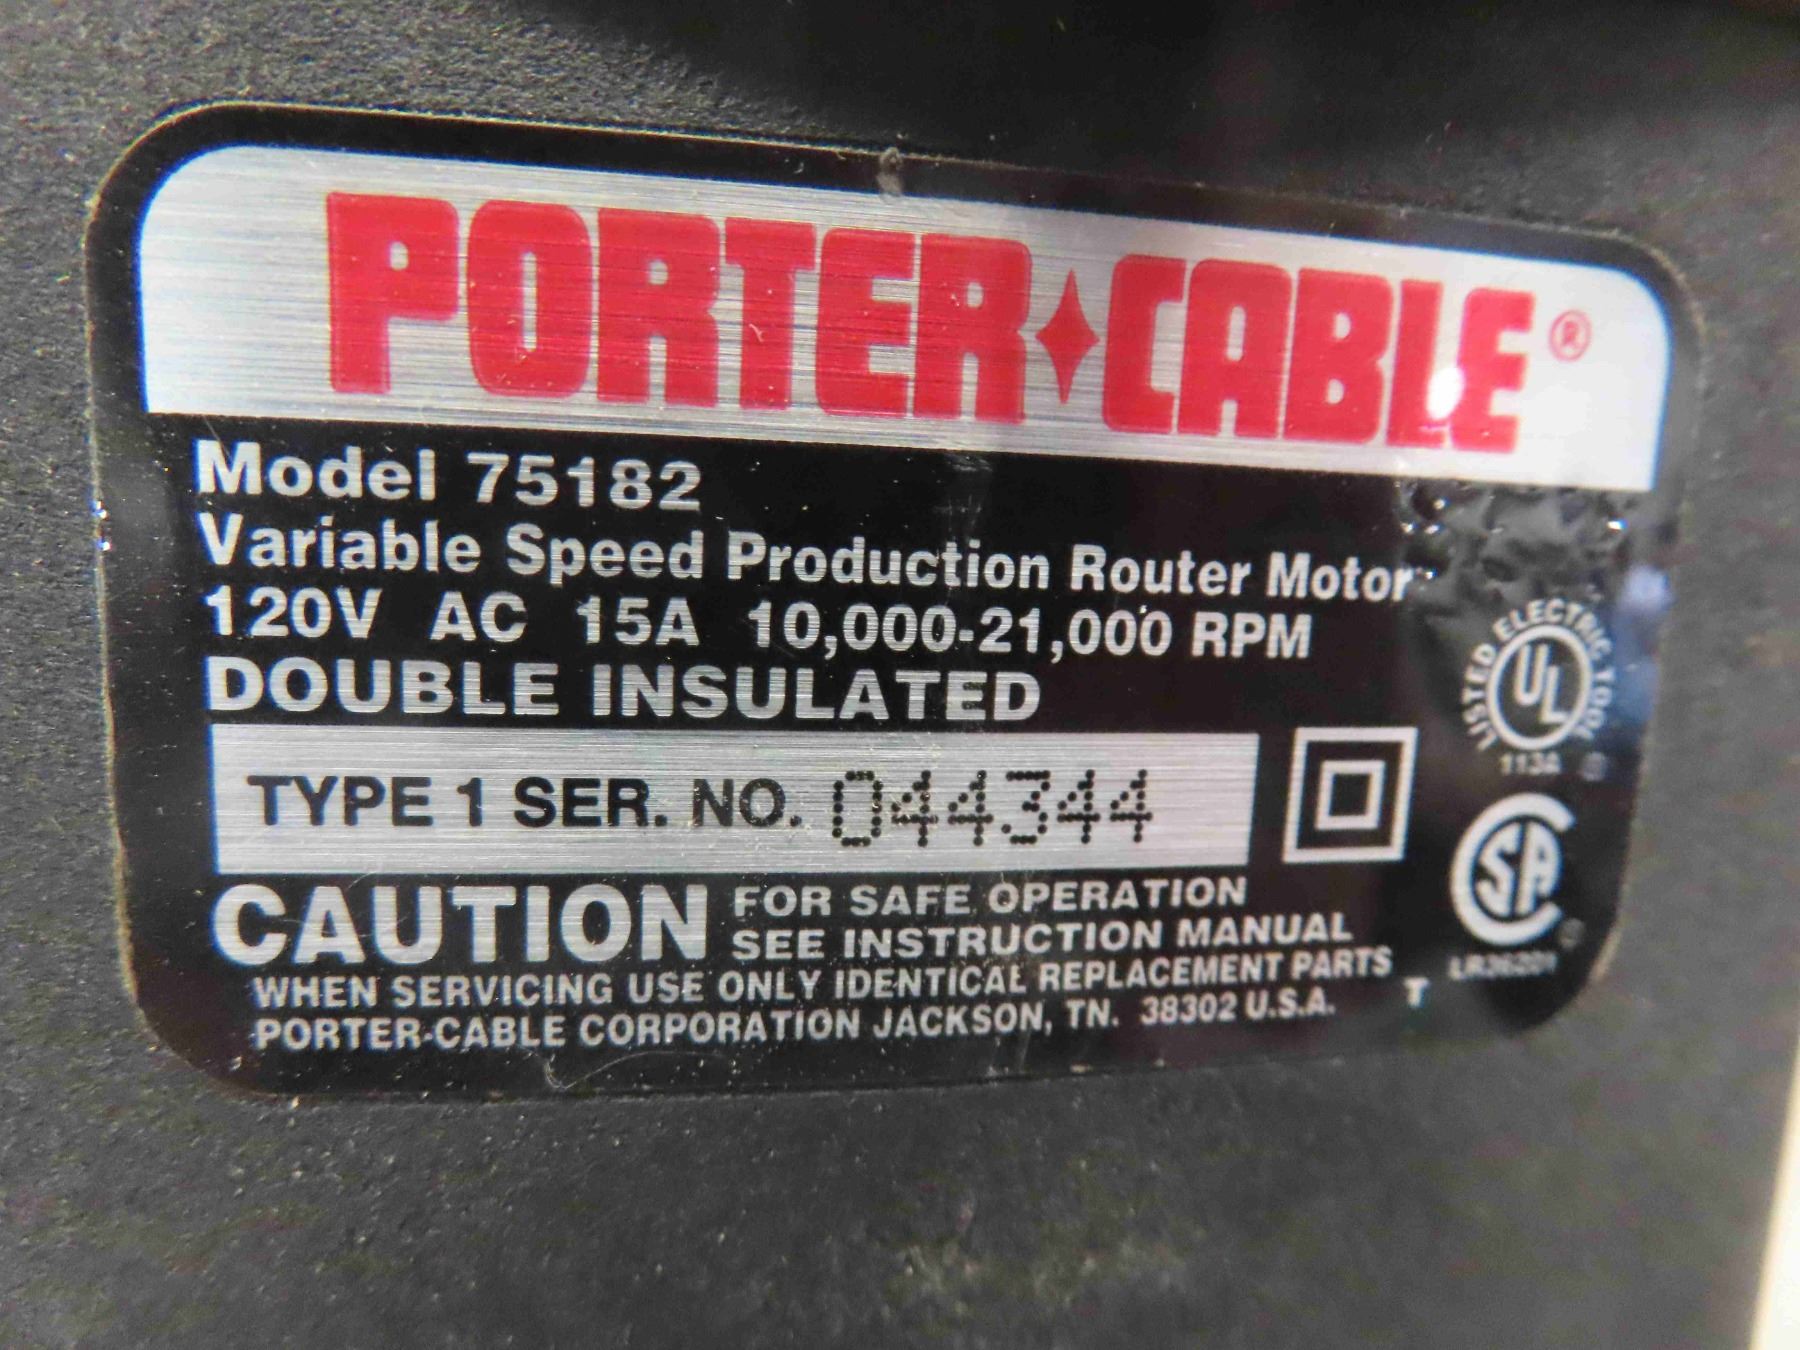 PORTER✦CABLE®
Model 75182
Variable Speed Production Router Motor
120V AC 15A 10,000-21,000 RPM
DOUBLE INSULATED
TYPE 1 SER. NO. 044344
CAUTION FOR SAFE OPERATION
SEE INSTRUCTION MANUAL
WHEN SERVICING USE ONLY IDENTICAL REPLACEMENT PARTS
PORTER-CABLE CORPORATION JACKSON, TN. 38302 U.S.A.
T
LISTED ELECTRIC TOOL
UL
113A ®
CSA
LR36201